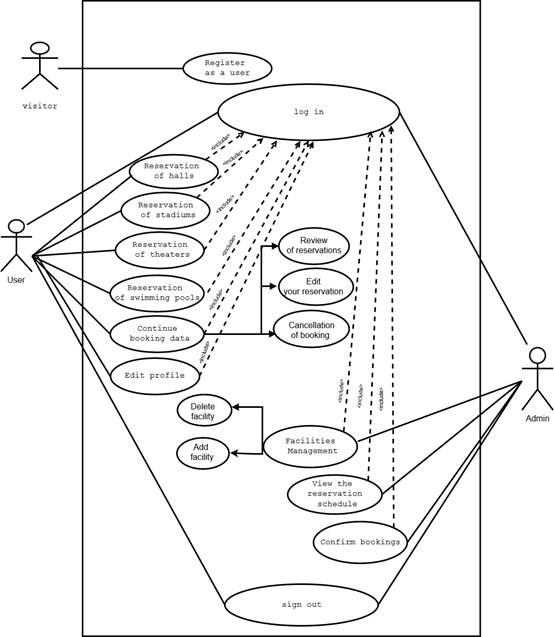 Register
as a user
visitor
log in
<include>
<include>
Reservation
of halls
Reservation
of stadiums
<include>
Reservation
of theaters
<include>
Review
of reservations
User
Reservation
of swimming pools
Edit
your reservation
<include>
Continue
booking data
Cancellation
of booking
<include>
Edit profile
<include>
<include>
<include>
Delete
facility
Admin
Add
facility
Facilities
Management
View the
reservation
schedule
Confirm bookings
sign out